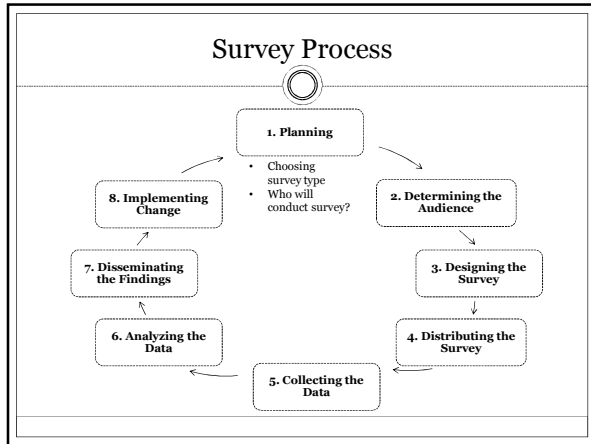 Survey Process
1. Planning
• Choosing
survey type
• Who will
conduct survey?
2. Determining the
Audience
3. Designing the
Survey
4. Distributing the
Survey
5. Collecting the
Data
6. Analyzing the
Data
7. Disseminating
the Findings
8. Implementing
Change